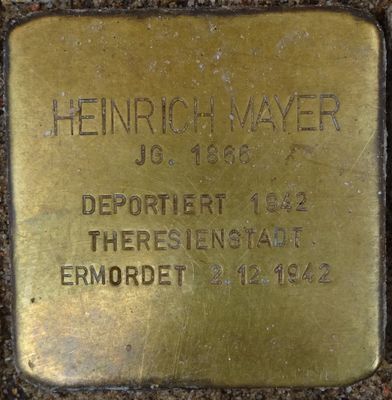 HEINRICH MAYER
JG. 1866
DEPORTIERT 1942
THERESIENSTADT
ERMORDET 2.12.1942